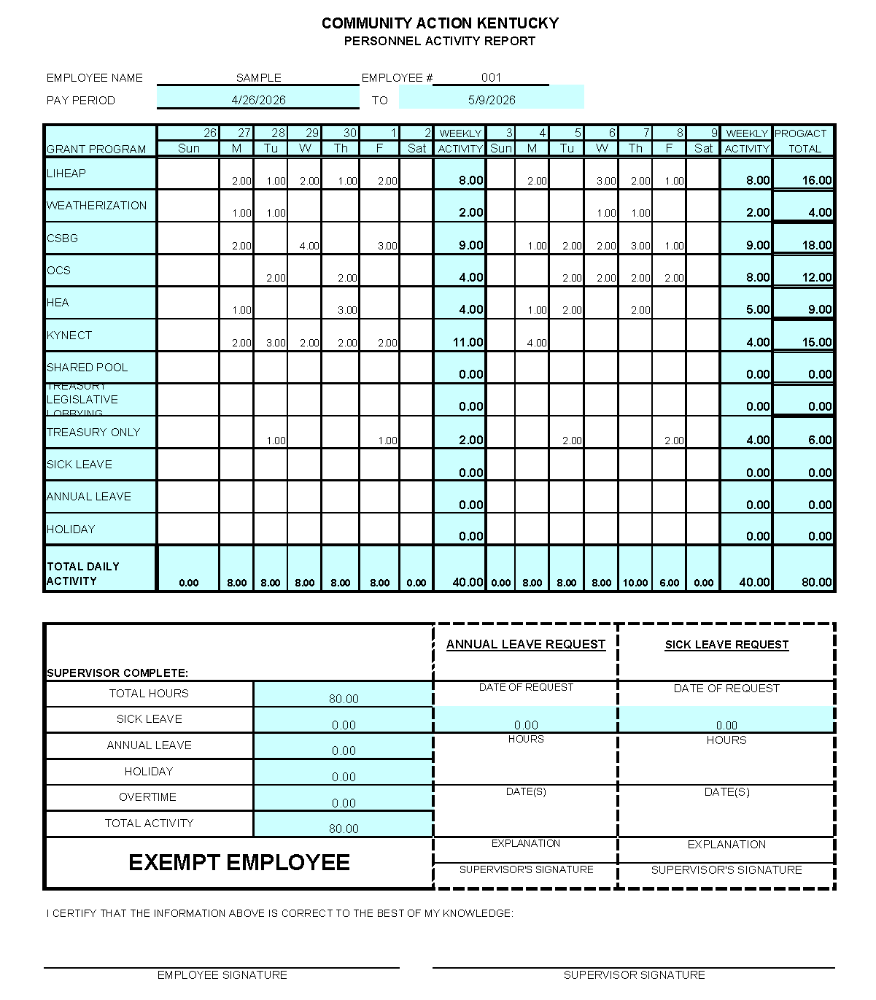 COMMUNITY ACTION KENTUCKY
PERSONNEL ACTIVITY REPORT
EMPLOYEE NAME SAMPLE EMPLOYEE # 001
PAY PERIOD 4/26/2026 TO 5/9/2026
26 27 28 29 30 1 2 WEEKLY 3 4 5 6 7 8 9 WEEKLY PROG/ACT
GRANT PROGRAM Sun M Tu W Th F Sat ACTIVITY Sun M Tu W Th F Sat ACTIVITY TOTAL
LIHEAP 2.00 1.00 2.00 1.00 2.00 8.00 2.00 3.00 2.00 1.00 8.00 16.00
WEATHERIZATION 1.00 1.00 2.00 1.00 1.00 2.00 4.00
CSBG 2.00 4.00 3.00 9.00 1.00 2.00 2.00 3.00 1.00 9.00 18.00
OCS 2.00 2.00 4.00 2.00 2.00 2.00 2.00 8.00 12.00
HEA 1.00 3.00 4.00 1.00 2.00 2.00 5.00 9.00
KYNECT 2.00 3.00 2.00 2.00 2.00 11.00 4.00 4.00 15.00
SHARED POOL 0.00 0.00 0.00
TREASURY
LEGISLATIVE
LOBBYING 0.00 0.00 0.00
TREASURY ONLY 1.00 1.00 2.00 2.00 2.00 4.00 6.00
SICK LEAVE 0.00 0.00 0.00
ANNUAL LEAVE 0.00 0.00 0.00
HOLIDAY 0.00 0.00 0.00
TOTAL DAILY
ACTIVITY 0.00 8.00 8.00 8.00 8.00 8.00 0.00 40.00 0.00 8.00 8.00 8.00 10.00 6.00 0.00 40.00 80.00
ANNUAL LEAVE REQUEST SICK LEAVE REQUEST
SUPERVISOR COMPLETE:
TOTAL HOURS 80.00 DATE OF REQUEST DATE OF REQUEST
SICK LEAVE 0.00 0.00 0.00
ANNUAL LEAVE 0.00 HOURS HOURS
HOLIDAY 0.00
OVERTIME 0.00 DATE(S) DATE(S)
TOTAL ACTIVITY 80.00
EXPLANATION EXPLANATION
EXEMPT EMPLOYEE
SUPERVISOR'S SIGNATURE SUPERVISOR'S SIGNATURE
I CERTIFY THAT THE INFORMATION ABOVE IS CORRECT TO THE BEST OF MY KNOWLEDGE:
EMPLOYEE SIGNATURE SUPERVISOR SIGNATURE